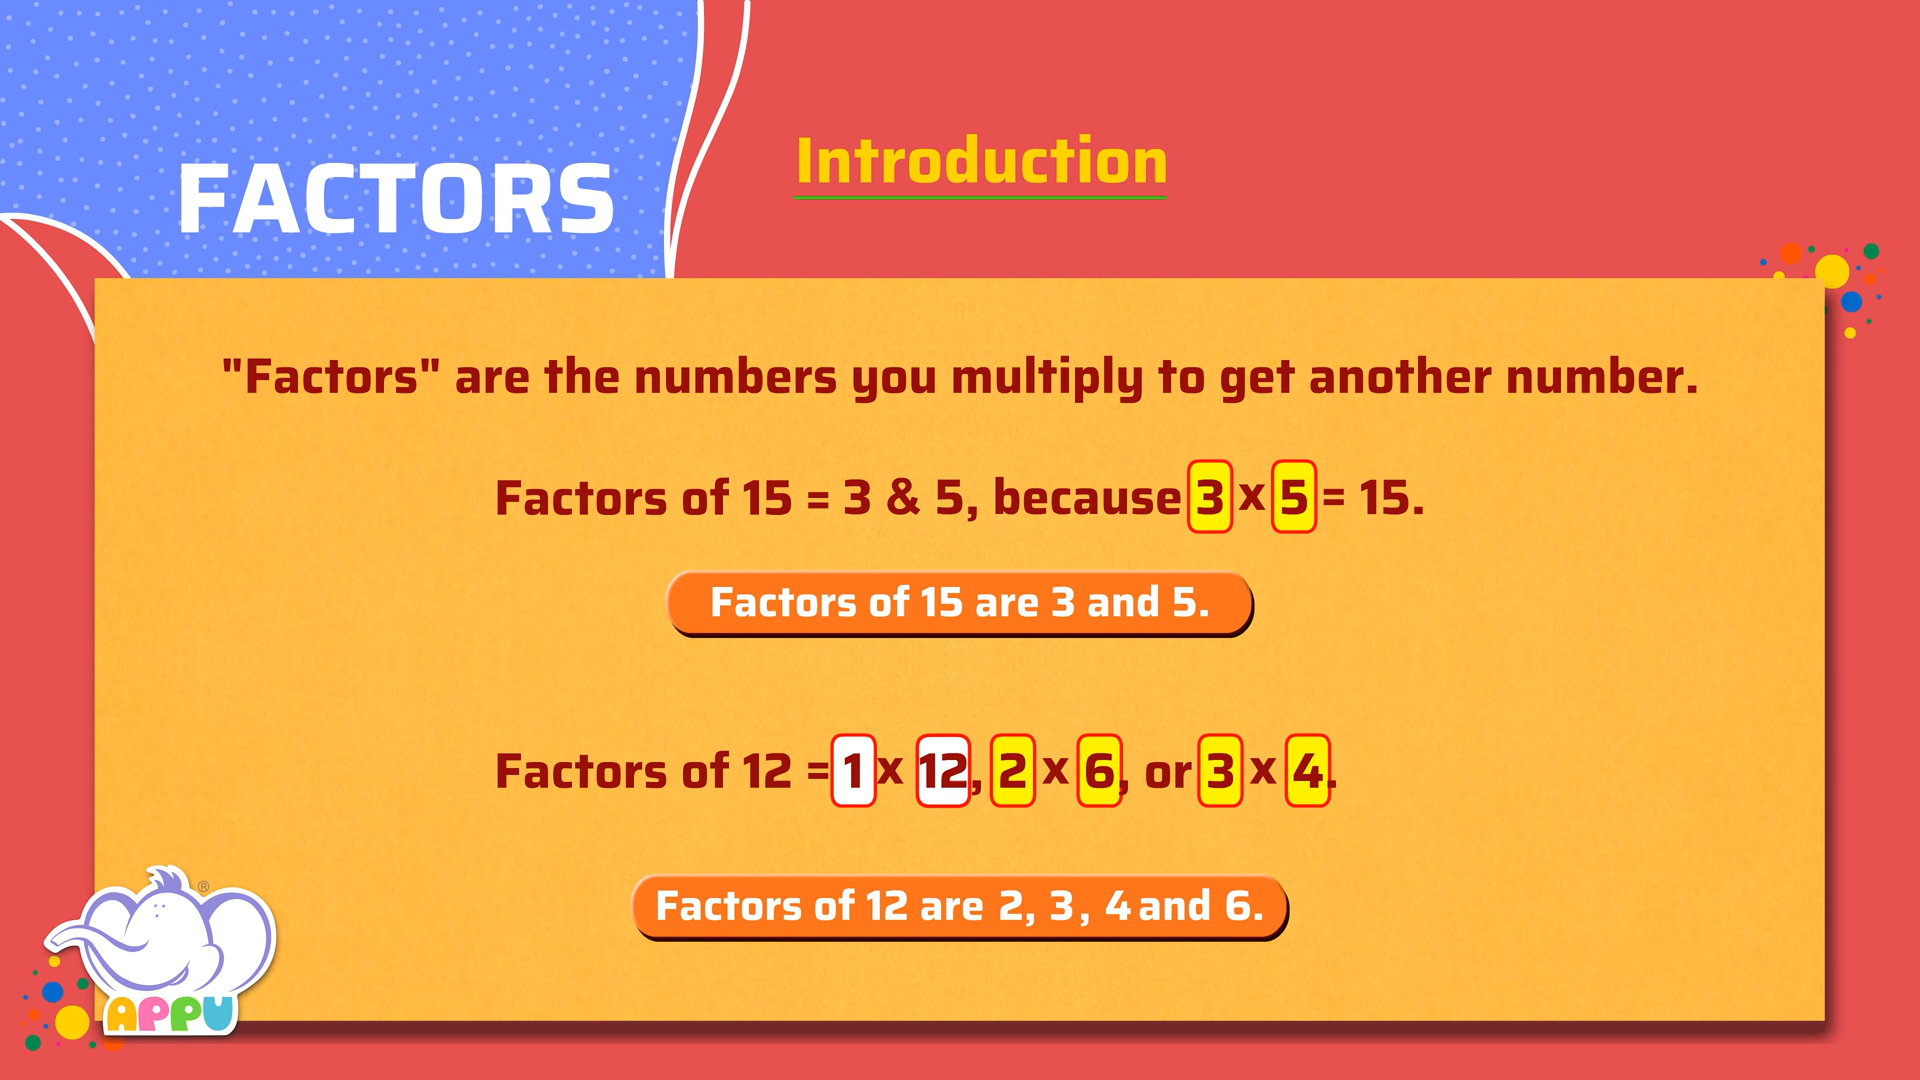 FACTORS
Introduction
"Factors" are the numbers you multiply to get another number.
Factors of 15 = 3 & 5, because 3 x 5 = 15.
Factors of 15 are 3 and 5.
Factors of 12 = 1 x 12, 2 x 6, or 3 x 4.
Factors of 12 are 2, 3, 4 and 6.
®
APPU